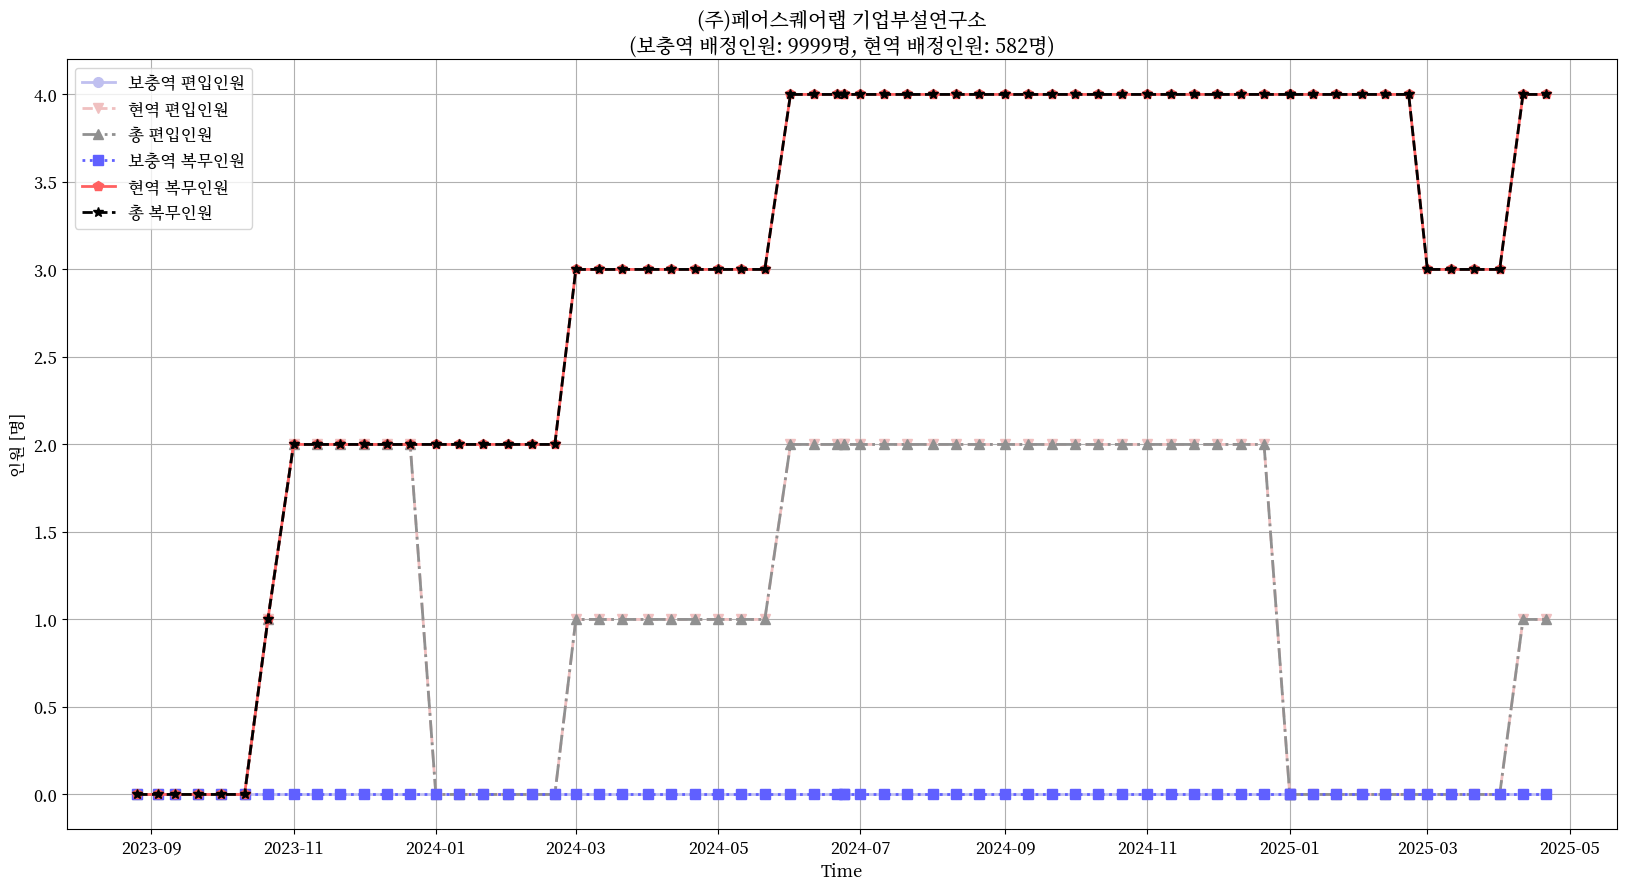 (주)페어스퀘어랩 기업부설연구소
(보충역 배정인원: 9999명, 현역 배정인원: 582명)
보충역 편입인원
현역 편입인원
총 편입인원
보충역 복무인원
현역 복무인원
총 복무인원
인원 [명]
4.0
3.5
3.0
2.5
2.0
1.5
1.0
0.5
0.0
2023-09
2023-11
2024-01
2024-03
2024-05
2024-07
2024-09
2024-11
2025-01
2025-03
2025-05
Time